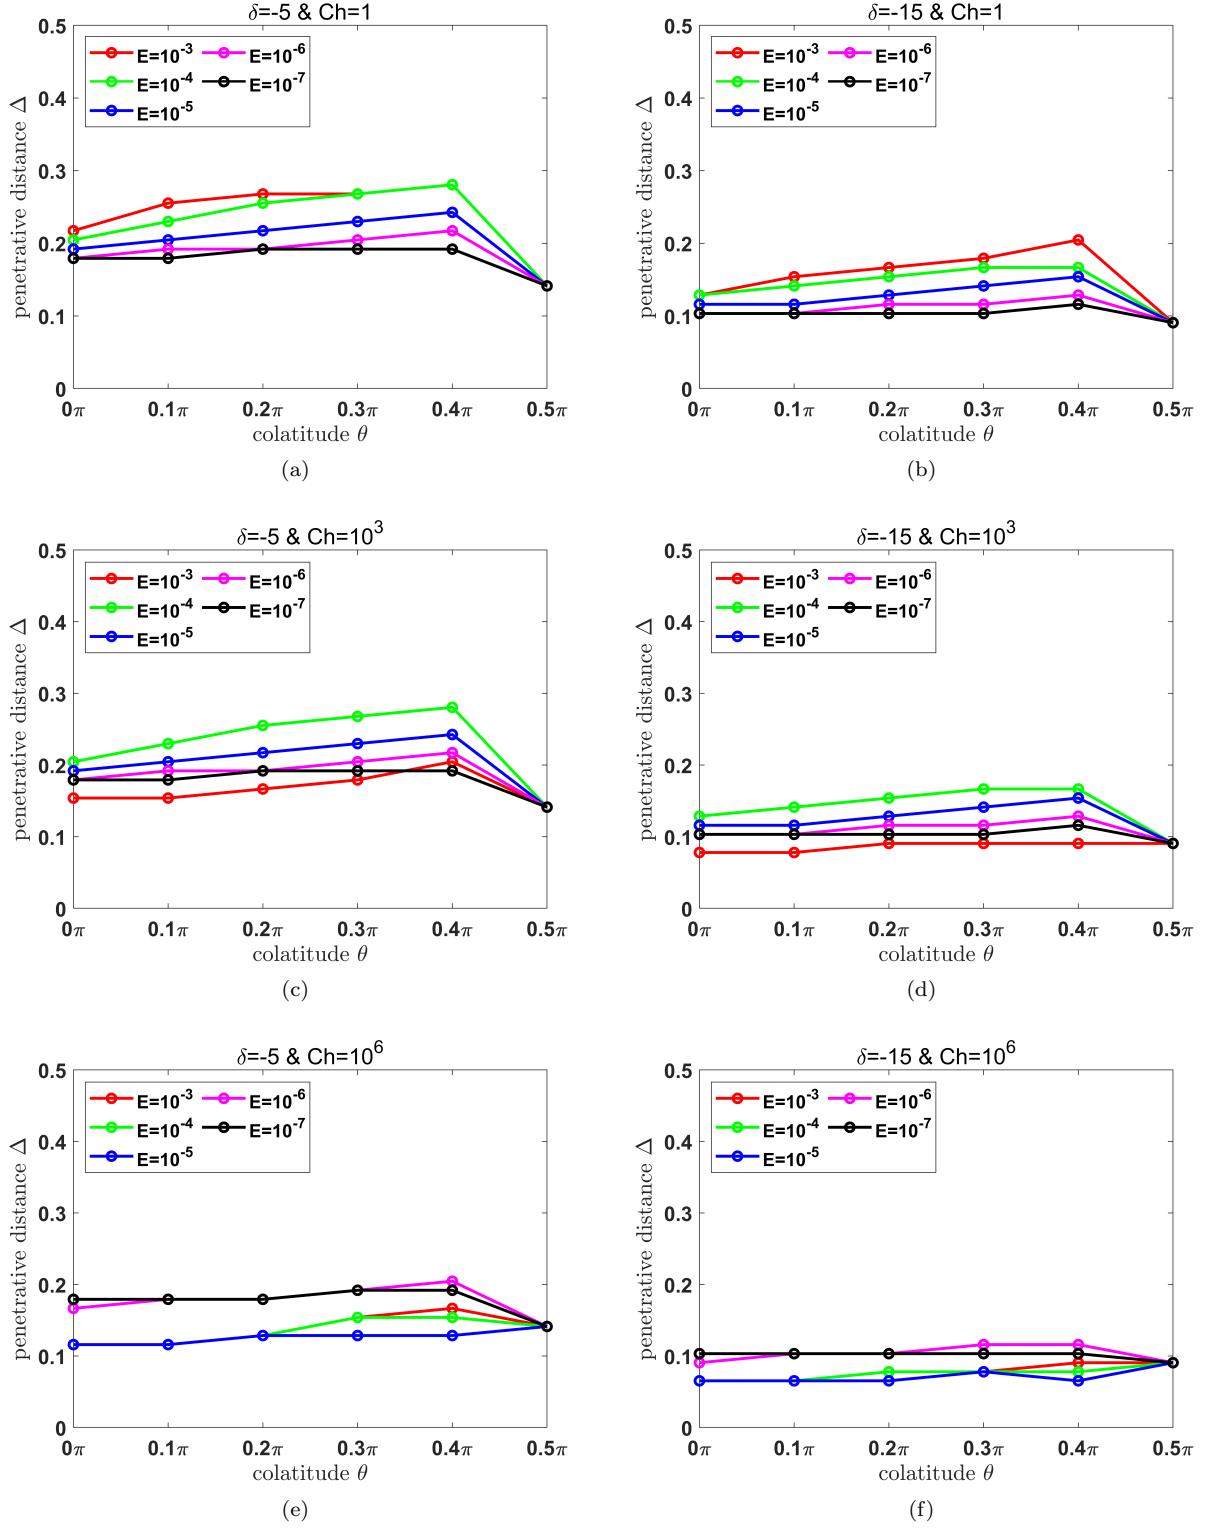 δ=-5 & Ch=1
E=10^-3 E=10^-6
E=10^-4 E=10^-7
E=10^-5
0.5
0.4
0.3
0.2
0.1
0
penetrative distance Δ
0π 0.1π 0.2π 0.3π 0.4π 0.5π
colatitude θ
(a)
δ=-15 & Ch=1
E=10^-3 E=10^-6
E=10^-4 E=10^-7
E=10^-5
0.5
0.4
0.3
0.2
0.1
0
penetrative distance Δ
0π 0.1π 0.2π 0.3π 0.4π 0.5π
colatitude θ
(b)
δ=-5 & Ch=10^3
E=10^-3 E=10^-6
E=10^-4 E=10^-7
E=10^-5
0.5
0.4
0.3
0.2
0.1
0
penetrative distance Δ
0π 0.1π 0.2π 0.3π 0.4π 0.5π
colatitude θ
(c)
δ=-15 & Ch=10^3
E=10^-3 E=10^-6
E=10^-4 E=10^-7
E=10^-5
0.5
0.4
0.3
0.2
0.1
0
penetrative distance Δ
0π 0.1π 0.2π 0.3π 0.4π 0.5π
colatitude θ
(d)
δ=-5 & Ch=10^6
E=10^-3 E=10^-6
E=10^-4 E=10^-7
E=10^-5
0.5
0.4
0.3
0.2
0.1
0
penetrative distance Δ
0π 0.1π 0.2π 0.3π 0.4π 0.5π
colatitude θ
(e)
δ=-15 & Ch=10^6
E=10^-3 E=10^-6
E=10^-4 E=10^-7
E=10^-5
0.5
0.4
0.3
0.2
0.1
0
penetrative distance Δ
0π 0.1π 0.2π 0.3π 0.4π 0.5π
colatitude θ
(f)